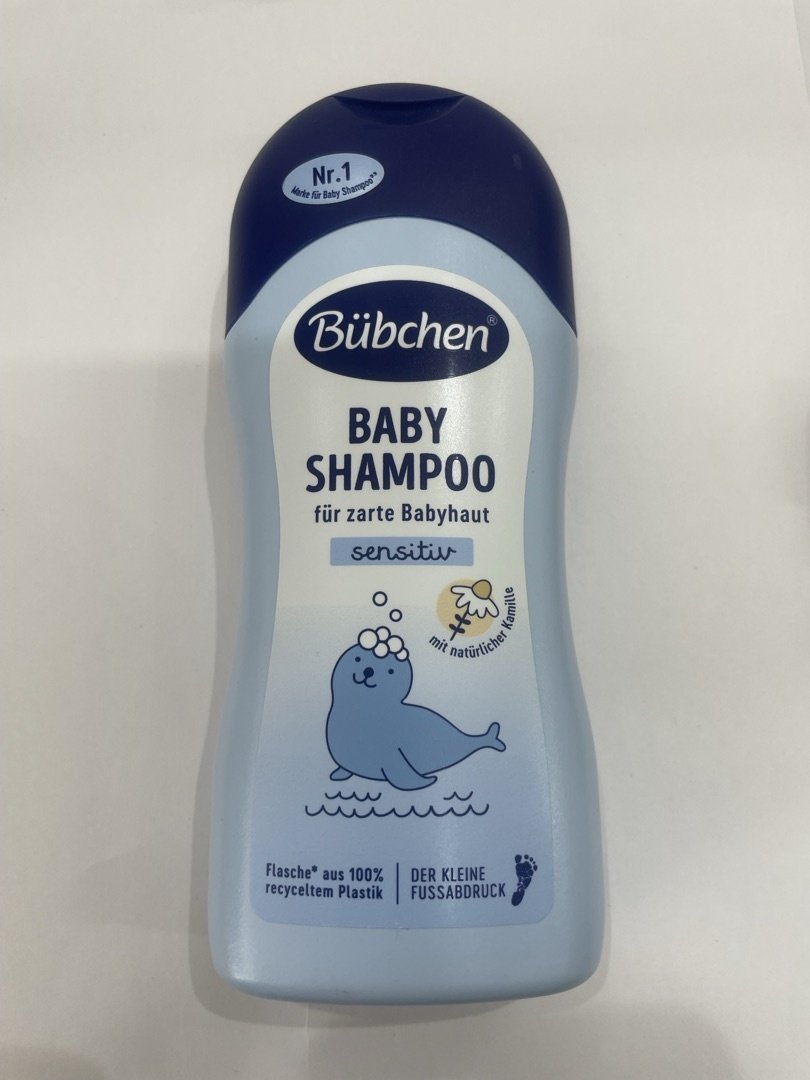 Nr.1
Marke für Baby Shampoo**
Bübchen®
BABY
SHAMPOO
für zarte Babyhaut
sensitiv
mit natürlicher Kamille
Flasche* aus 100%
recyceltem Plastik
DER KLEINE
FUSSABDRUCK